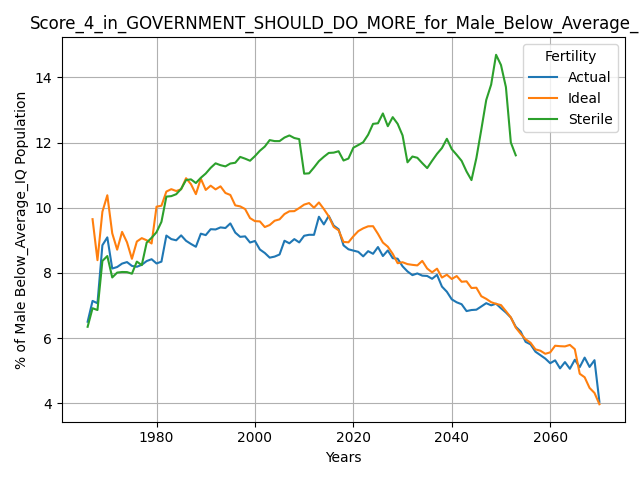 Score_4_in_GOVERNMENT_SHOULD_DO_MORE_for_Male_Below_Average_
Fertility
Actual
Ideal
Sterile
% of Male Below_Average_IQ Population
14
12
10
8
6
4
1980 2000 2020 2040 2060
Years